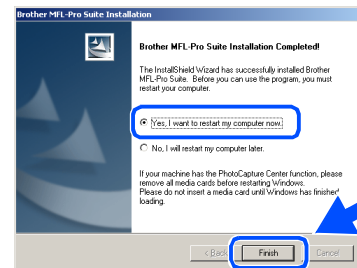 Brother MFL-Pro Suite Installation
Brother MFL-Pro Suite Installation Completed!
The InstallShield Wizard has successfully installed Brother
MFL-Pro Suite. Before you can use the program, you must
restart your computer.
Yes, I want to restart my computer now.
No, I will restart my computer later.
If your machine has the PhotoCapture Center function, please
remove all media cards before restarting Windows.
Please do not insert a media card until Windows has finished
loading.
< Back
Finish
Cancel